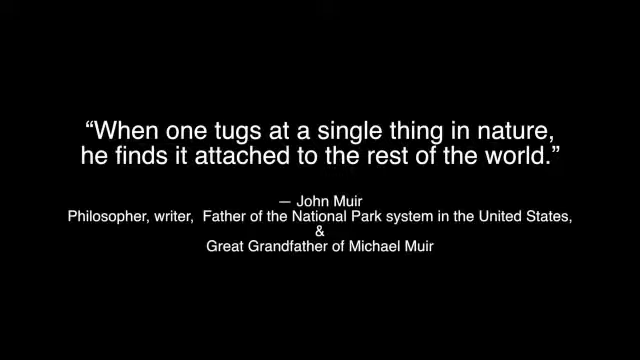 “When one tugs at a single thing in nature,
he finds it attached to the rest of the world.”
— John Muir
Philosopher, writer,  Father of the National Park system in the United States,
&
Great Grandfather of Michael Muir